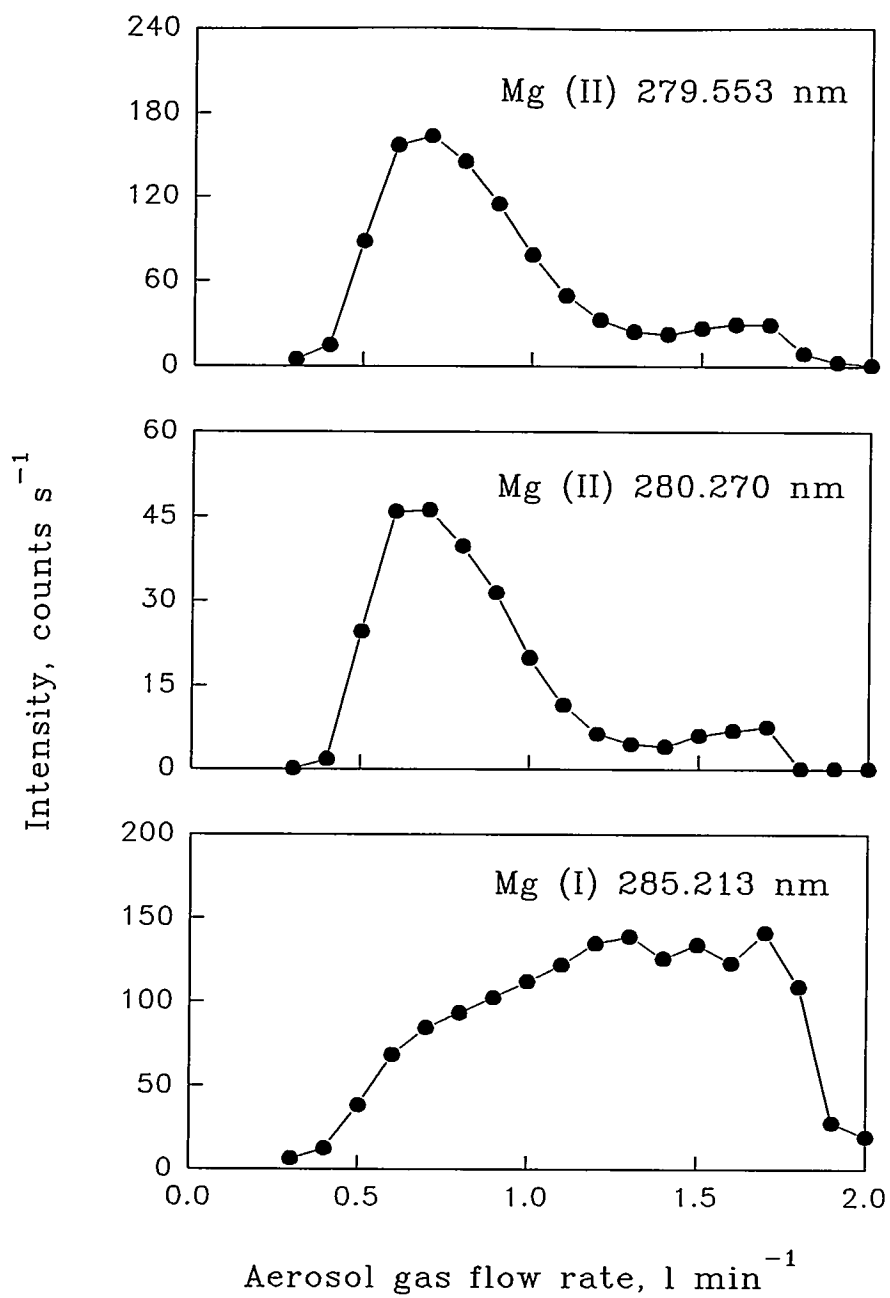 240
Mg (II) 279.553 nm
180
120
60
0
60
Mg (II) 280.270 nm
45
30
15
0
Intensity, counts s⁻¹
200
Mg (I) 285.213 nm
150
100
50
0
0.0 0.5 1.0 1.5 2.0
Aerosol gas flow rate, l min⁻¹